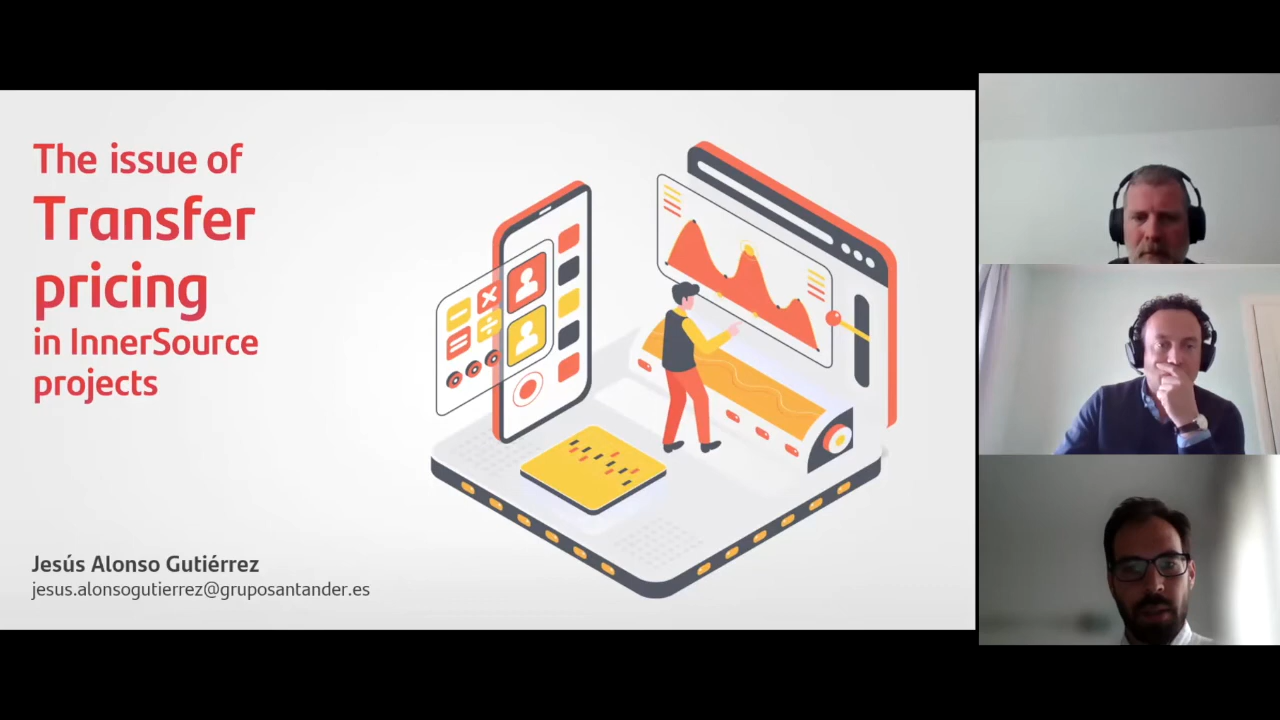 The issue of
Transfer
pricing
in InnerSource
projects
Jesús Alonso Gutiérrez
jesus.alonsogutierrez@gruposantander.es